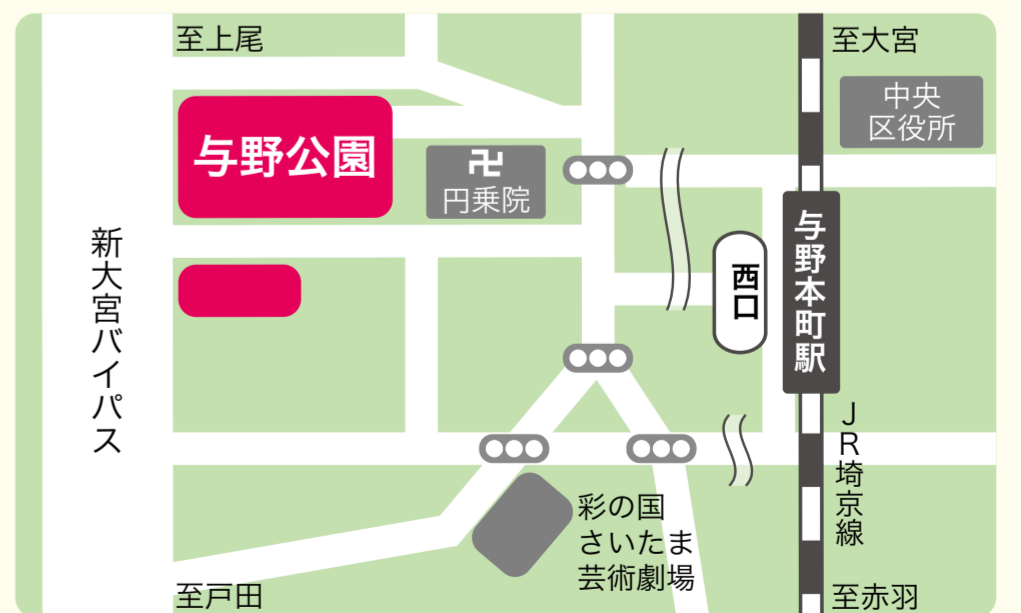 至上尾
至大宮
中央
区役所
与野公園
卍
円乗院
新大宮バイパス
西口
与野本町駅
JR埼京線
彩の国
さいたま
芸術劇場
至戸田
至赤羽